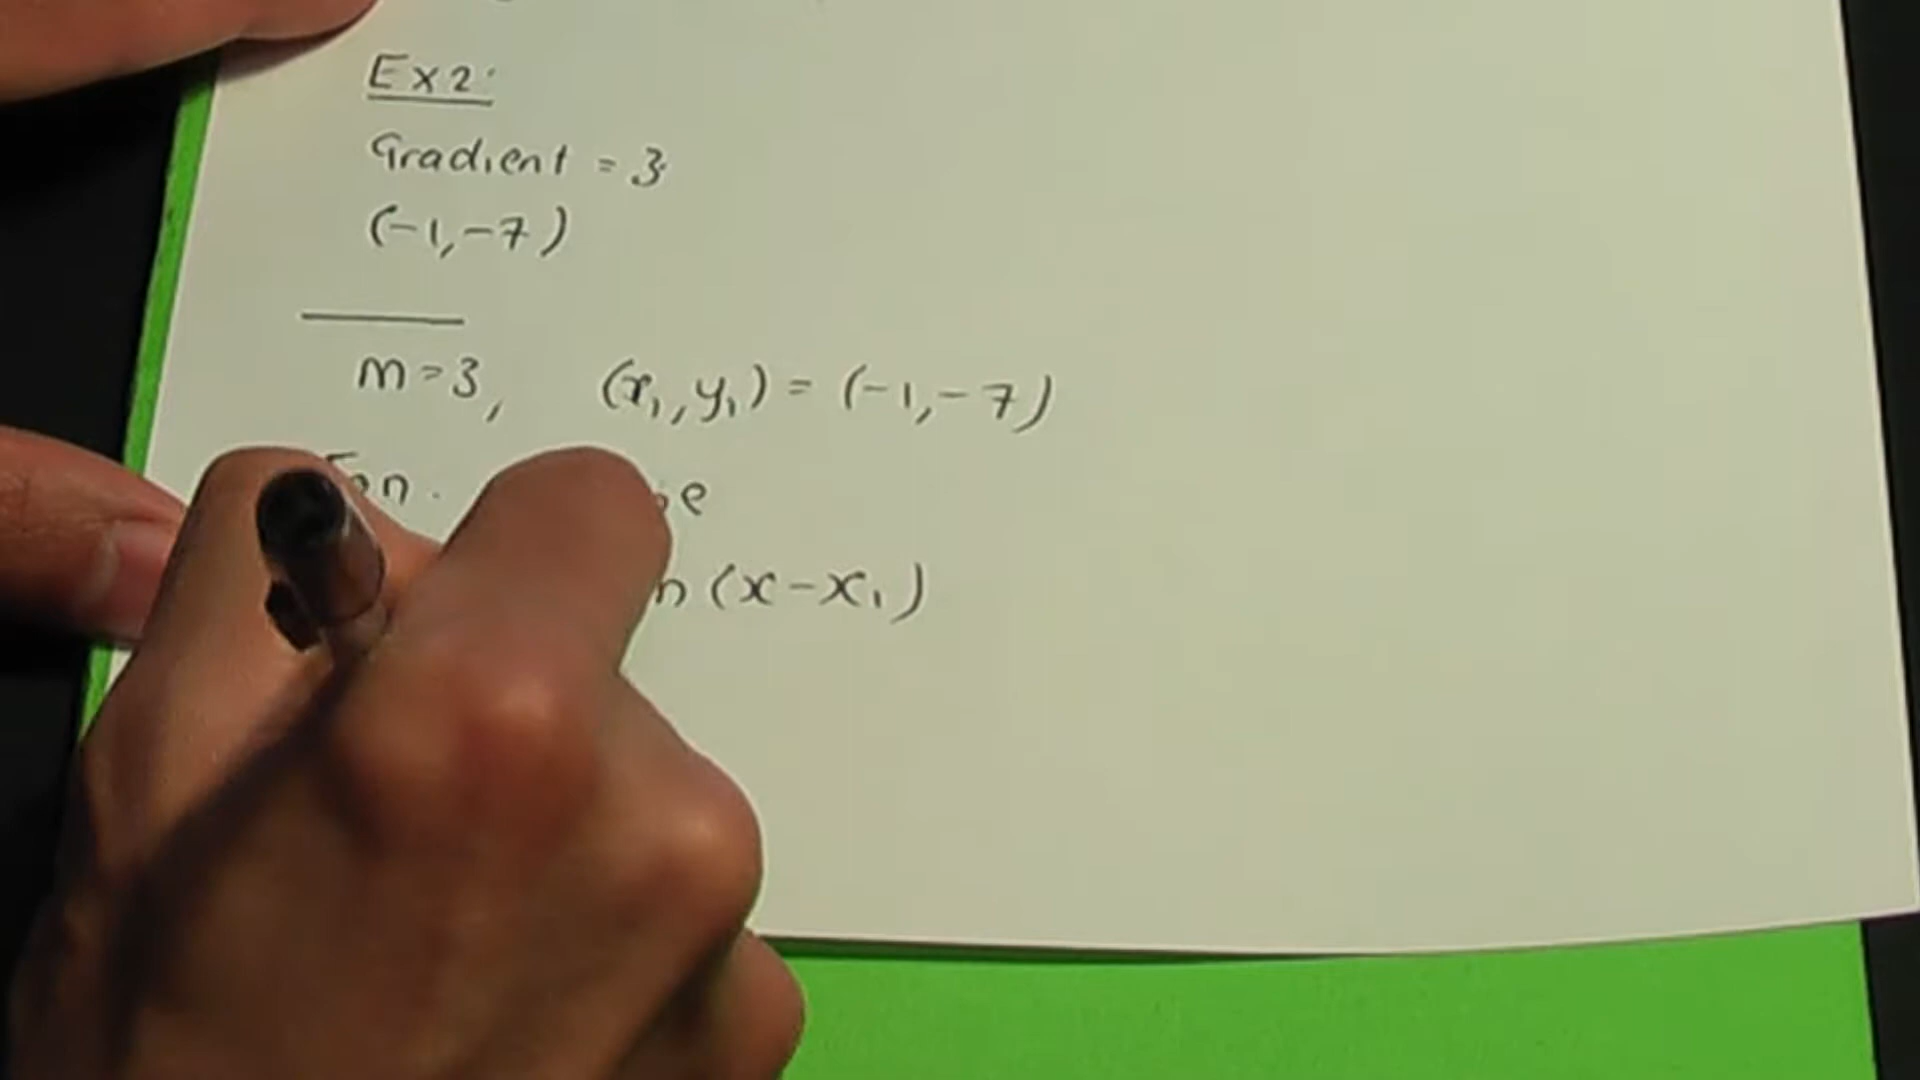 Ex2:
Gradient = 3
(-1,-7)
m=3, (x₁,y₁) = (-1,-7)
(x-x₁)